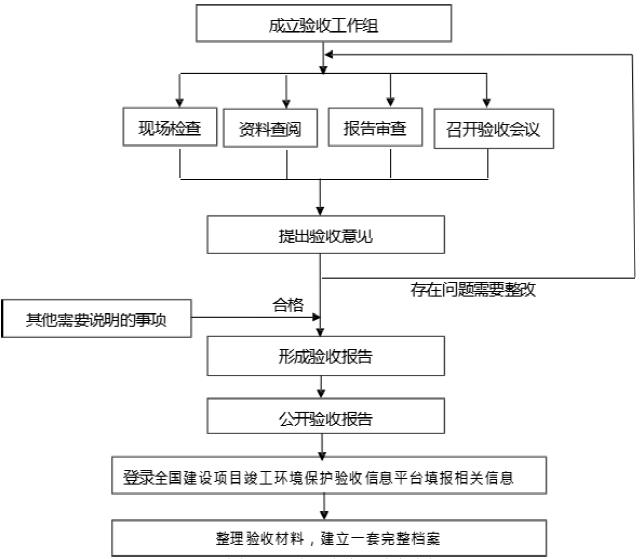 成立验收工作组
现场检查
资料查阅
报告审查
召开验收会议
提出验收意见
存在问题需要整改
合格
其他需要说明的事项
形成验收报告
公开验收报告
登录全国建设项目竣工环境保护验收信息平台填报相关信息
整理验收材料，建立一套完整档案